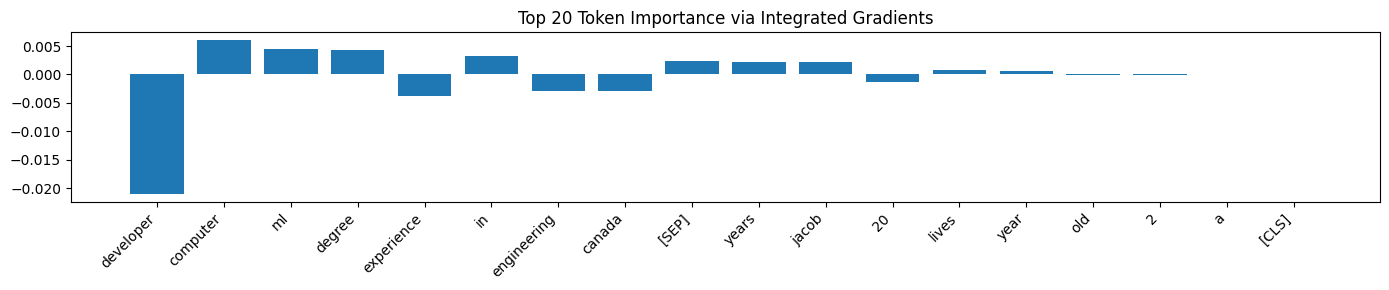 Top 20 Token Importance via Integrated Gradients
0.005
0.000
−0.005
−0.010
−0.015
−0.020
developer
computer
ml
degree
experience
in
engineering
canada
[SEP]
years
jacob
20
lives
year
old
2
a
[CLS]